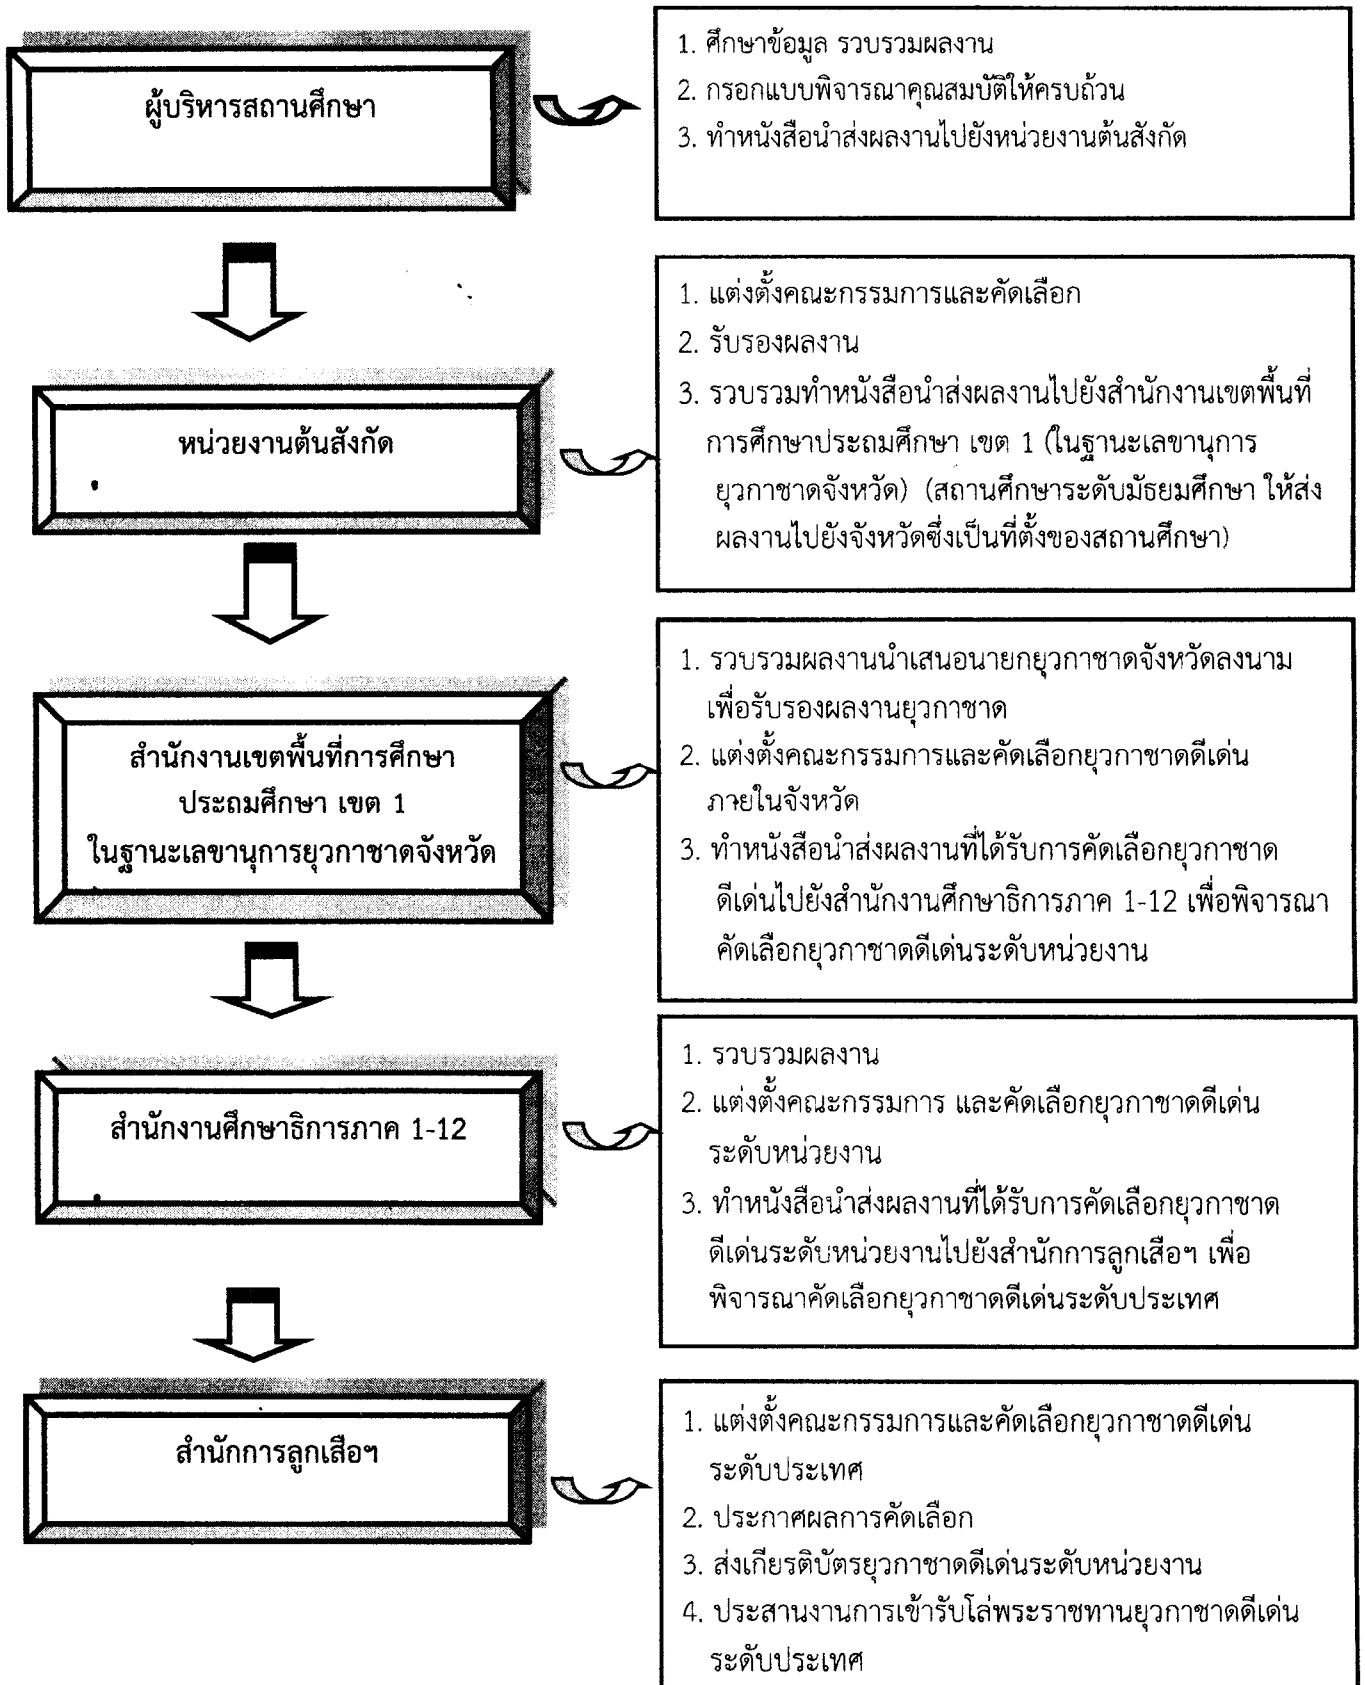 ผู้บริหารสถานศึกษา
1. ศึกษาข้อมูล รวบรวมผลงาน
2. กรอกแบบพิจารณาคุณสมบัติให้ครบถ้วน
3. ทำหนังสือนำส่งผลงานไปยังหน่วยงานต้นสังกัด
หน่วยงานต้นสังกัด
1. แต่งตั้งคณะกรรมการและคัดเลือก
2. รับรองผลงาน
3. รวบรวมทำหนังสือนำส่งผลงานไปยังสำนักงานเขตพื้นที่
การศึกษาประถมศึกษา เขต 1 (ในฐานะเลขานุการ
ยุวกาชาดจังหวัด) (สถานศึกษาระดับมัธยมศึกษา ให้ส่ง
ผลงานไปยังจังหวัดซึ่งเป็นที่ตั้งของสถานศึกษา)
สำนักงานเขตพื้นที่การศึกษา
ประถมศึกษา เขต 1
ในฐานะเลขานุการยุวกาชาดจังหวัด
1. รวบรวมผลงานนำเสนอนายกยุวกาชาดจังหวัดลงนาม
เพื่อรับรองผลงานยุวกาชาด
2. แต่งตั้งคณะกรรมการและคัดเลือกยุวกาชาดดีเด่น
ภายในจังหวัด
3. ทำหนังสือนำส่งผลงานที่ได้รับการคัดเลือกยุวกาชาด
ดีเด่นไปยังสำนักงานศึกษาธิการภาค 1-12 เพื่อพิจารณา
คัดเลือกยุวกาชาดดีเด่นระดับหน่วยงาน
สำนักงานศึกษาธิการภาค 1-12
1. รวบรวมผลงาน
2. แต่งตั้งคณะกรรมการ และคัดเลือกยุวกาชาดดีเด่น
ระดับหน่วยงาน
3. ทำหนังสือนำส่งผลงานที่ได้รับการคัดเลือกยุวกาชาด
ดีเด่นระดับหน่วยงานไปยังสำนักการลูกเสือฯ เพื่อ
พิจารณาคัดเลือกยุวกาชาดดีเด่นระดับประเทศ
สำนักการลูกเสือฯ
1. แต่งตั้งคณะกรรมการและคัดเลือกยุวกาชาดดีเด่น
ระดับประเทศ
2. ประกาศผลการคัดเลือก
3. ส่งเกียรติบัตรยุวกาชาดดีเด่นระดับหน่วยงาน
4. ประสานงานการเข้ารับโล่พระราชทานยุวกาชาดดีเด่น
ระดับประเทศ